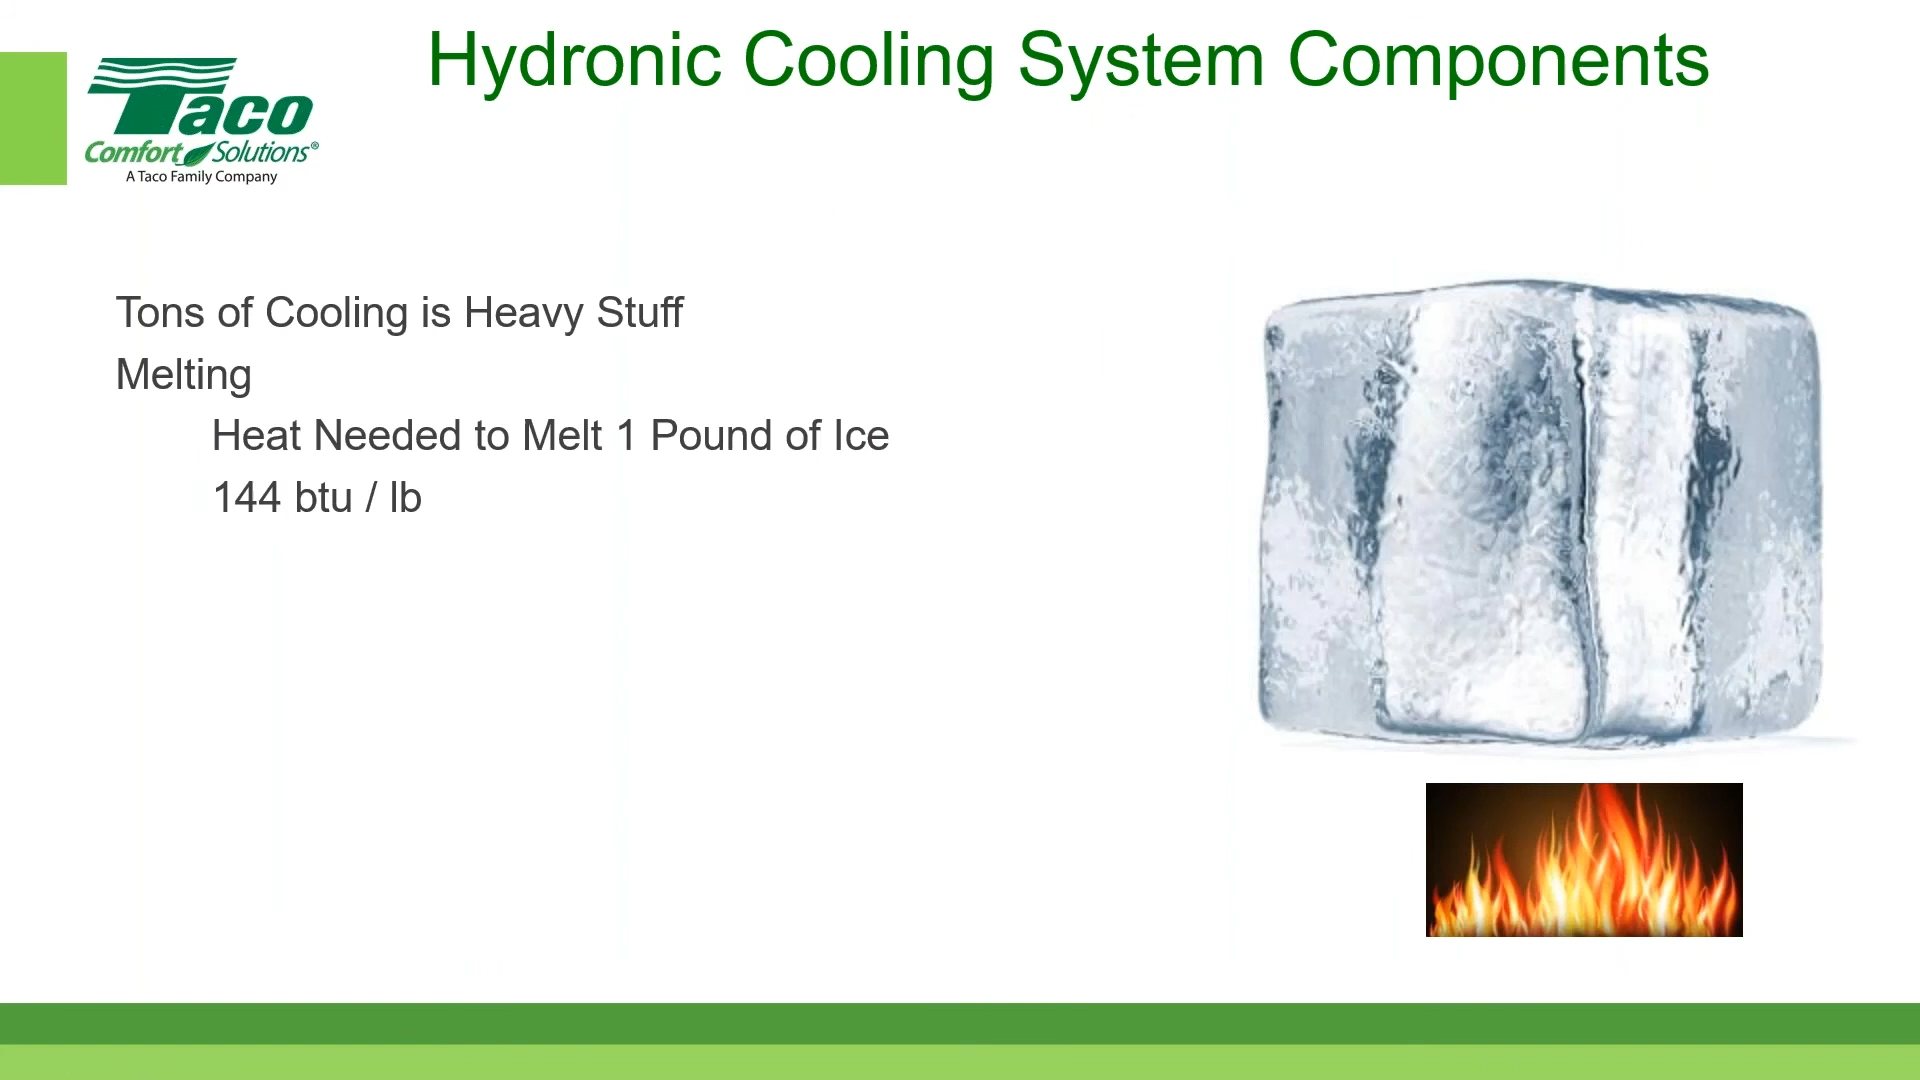 Hydronic Cooling System Components
Taco
Comfort Solutions®
A Taco Family Company
Tons of Cooling is Heavy Stuff
Melting
Heat Needed to Melt 1 Pound of Ice
144 btu / lb